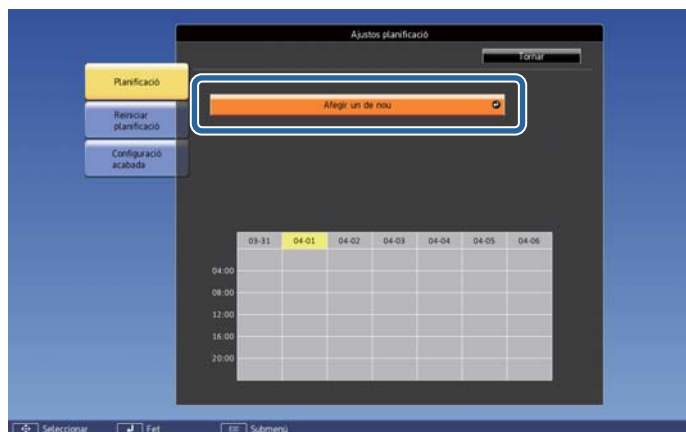 Ajustos planificació
Tornar
Planificació
Afegir un de nou
Reiniciar
planificació
Configuració
acabada
03-31 04-01 04-02 04-03 04-04 04-05 04-06
04:00
08:00
12:00
16:00
20:00
Seleccionar Fet Submenú